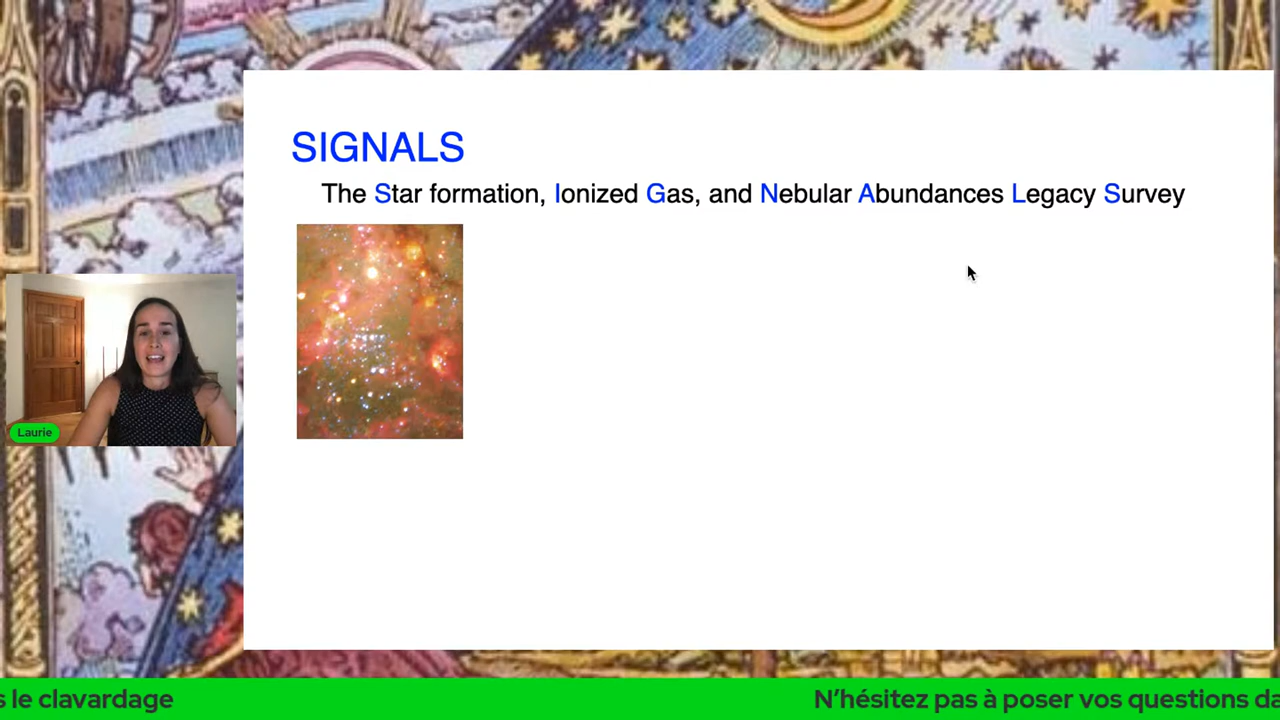 SIGNALS
The Star formation, Ionized Gas, and Nebular Abundances Legacy Survey
Laurie
s le clavardage
N’hésitez pas à poser vos questions da